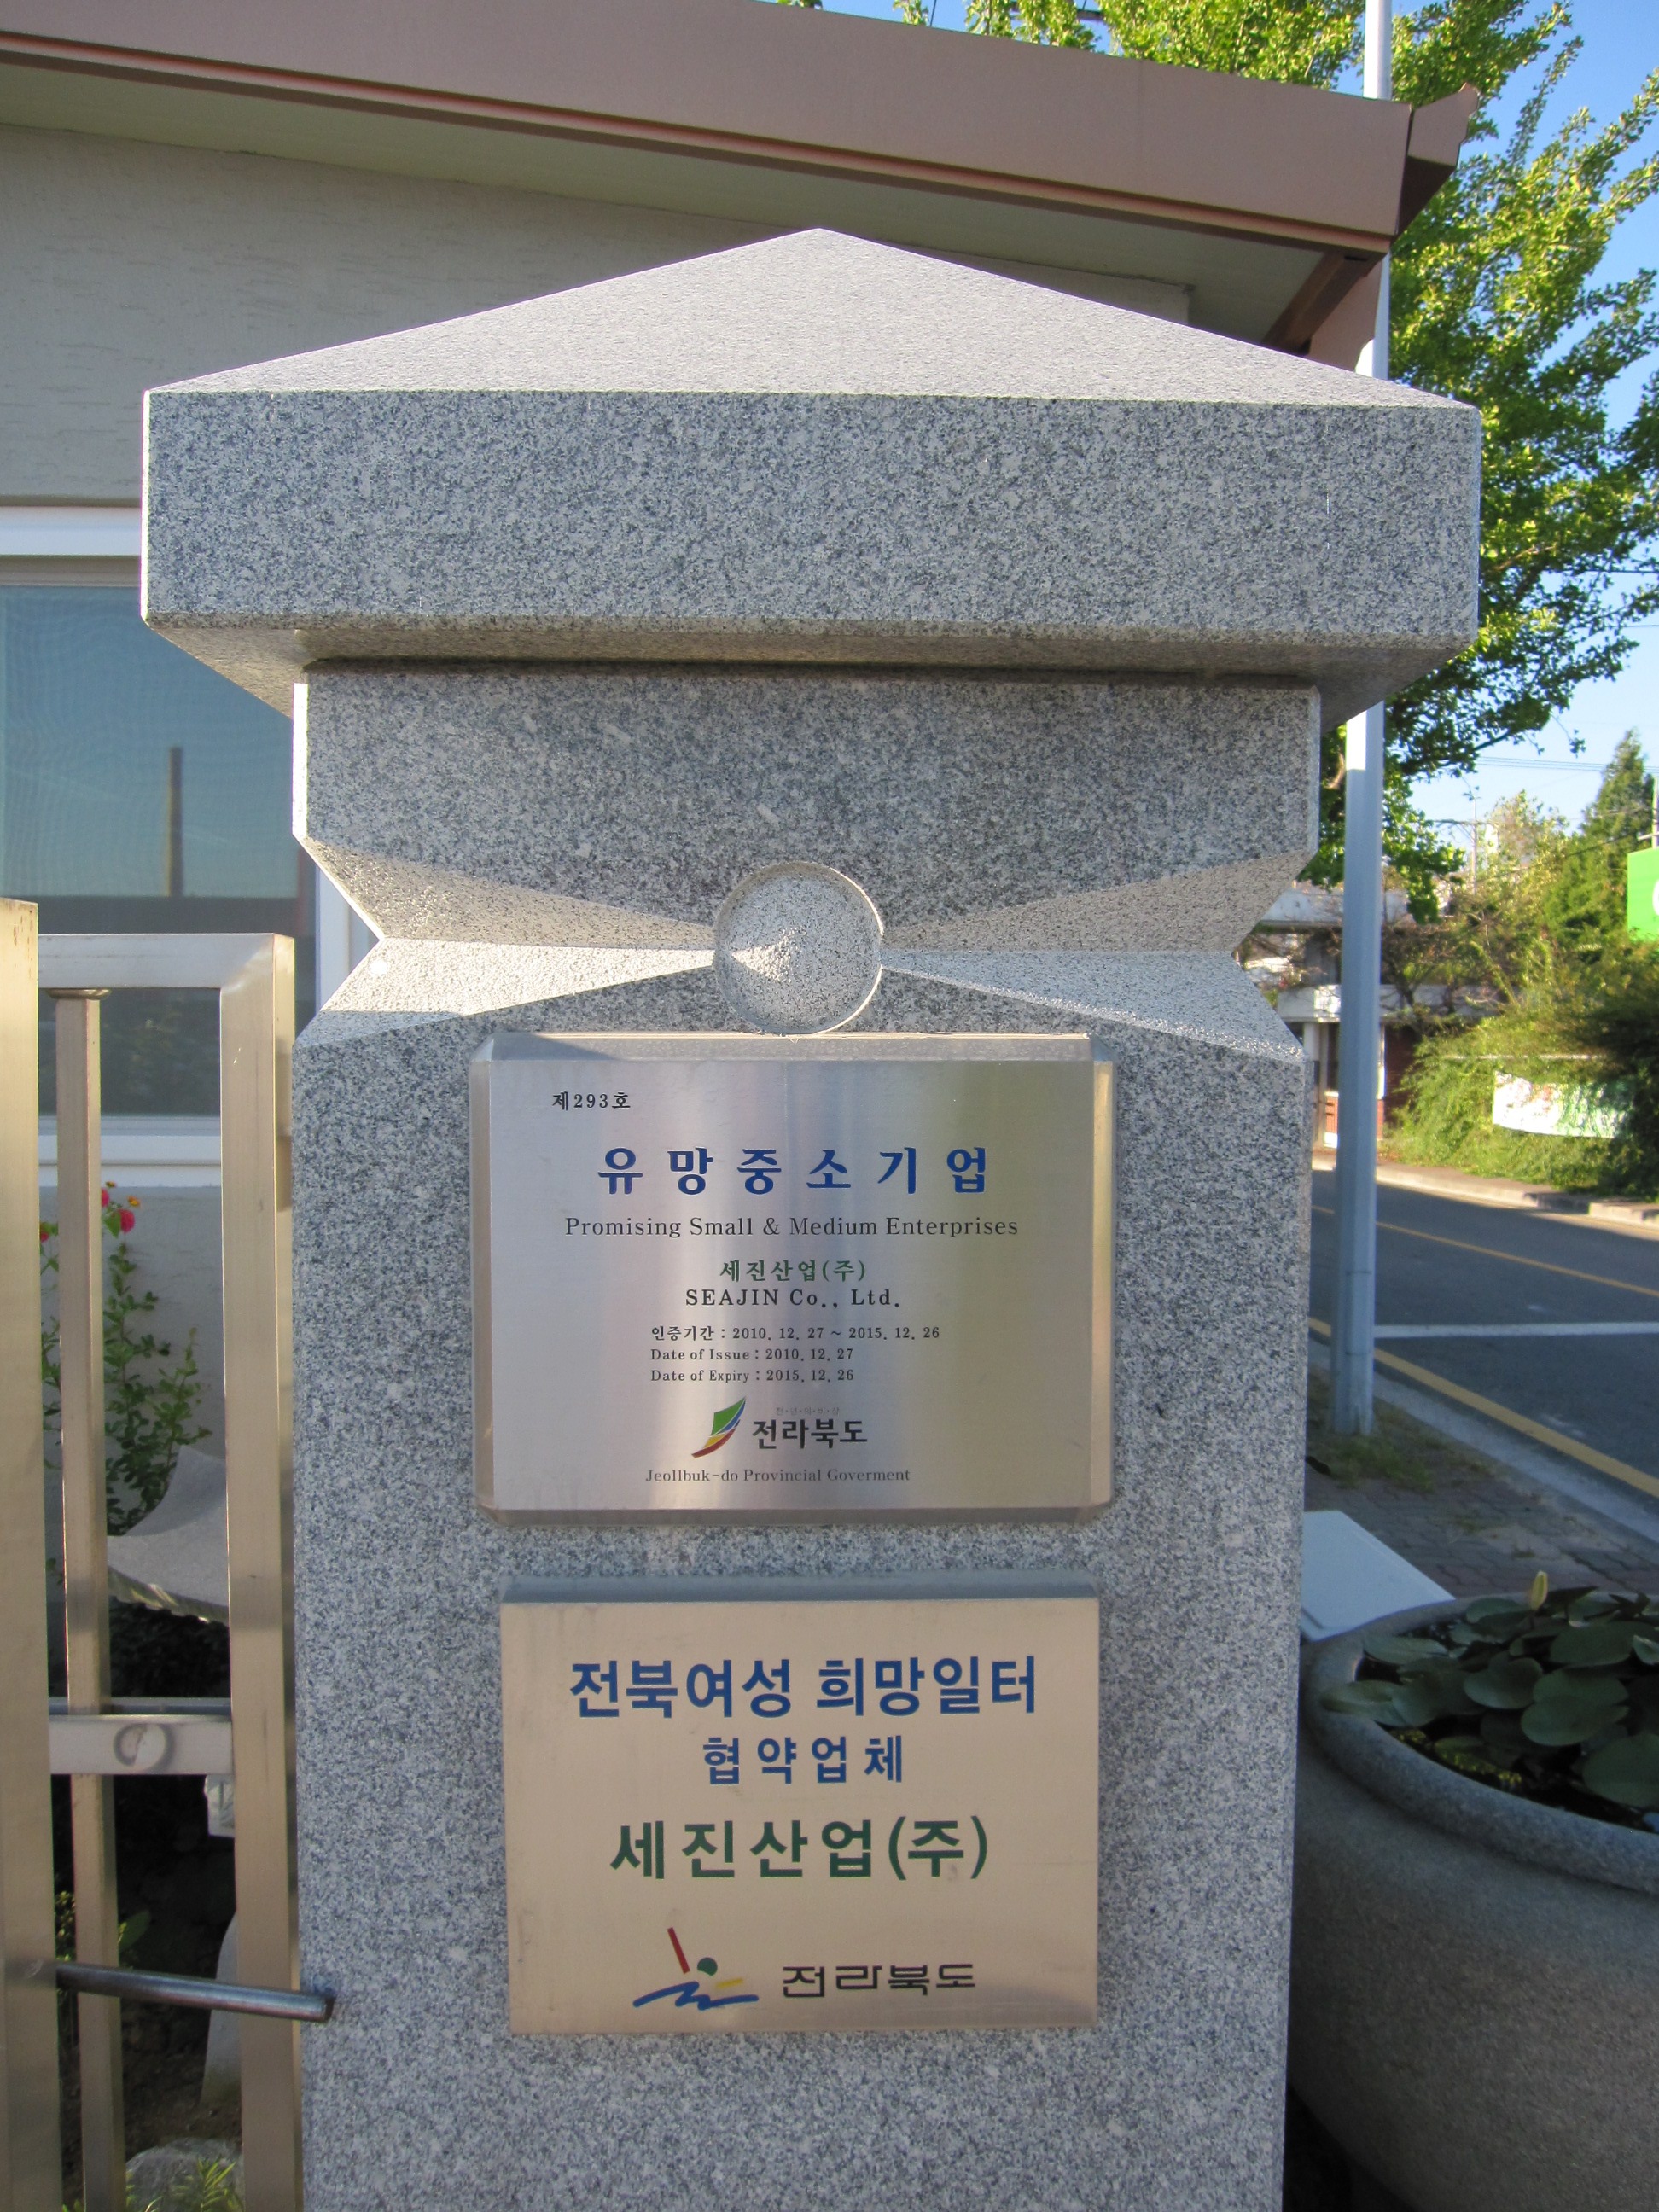 제293호
유망중소기업
Promising Small & Medium Enterprises
세진산업(주)
SEAJIN Co., Ltd.
인증기간 : 2010. 12. 27 ~ 2015. 12. 26
Date of Issue : 2010. 12. 27
Date of Expiry : 2015. 12. 26
전라북도
Jeollbuk-do Provincial Goverment
전북여성 희망일터
협약업체
세진산업(주)
전라북도